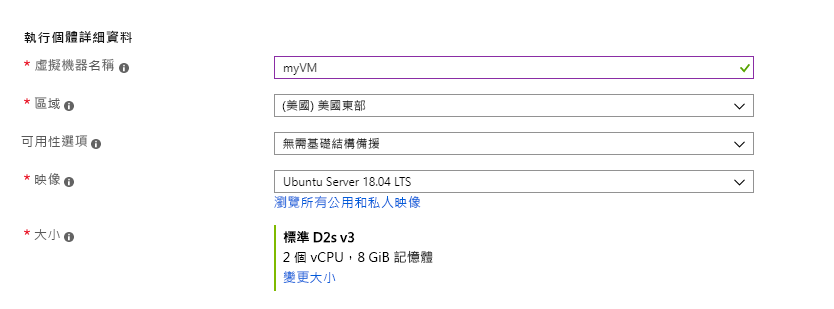 執行個體詳細資料
* 虛擬機器名稱
myVM
* 區域
(美國) 美國東部
可用性選項
無需基礎結構備援
* 映像
Ubuntu Server 18.04 LTS
瀏覽所有公用和私人映像
* 大小
標準 D2s v3
2 個 vCPU，8 GiB 記憶體
變更大小